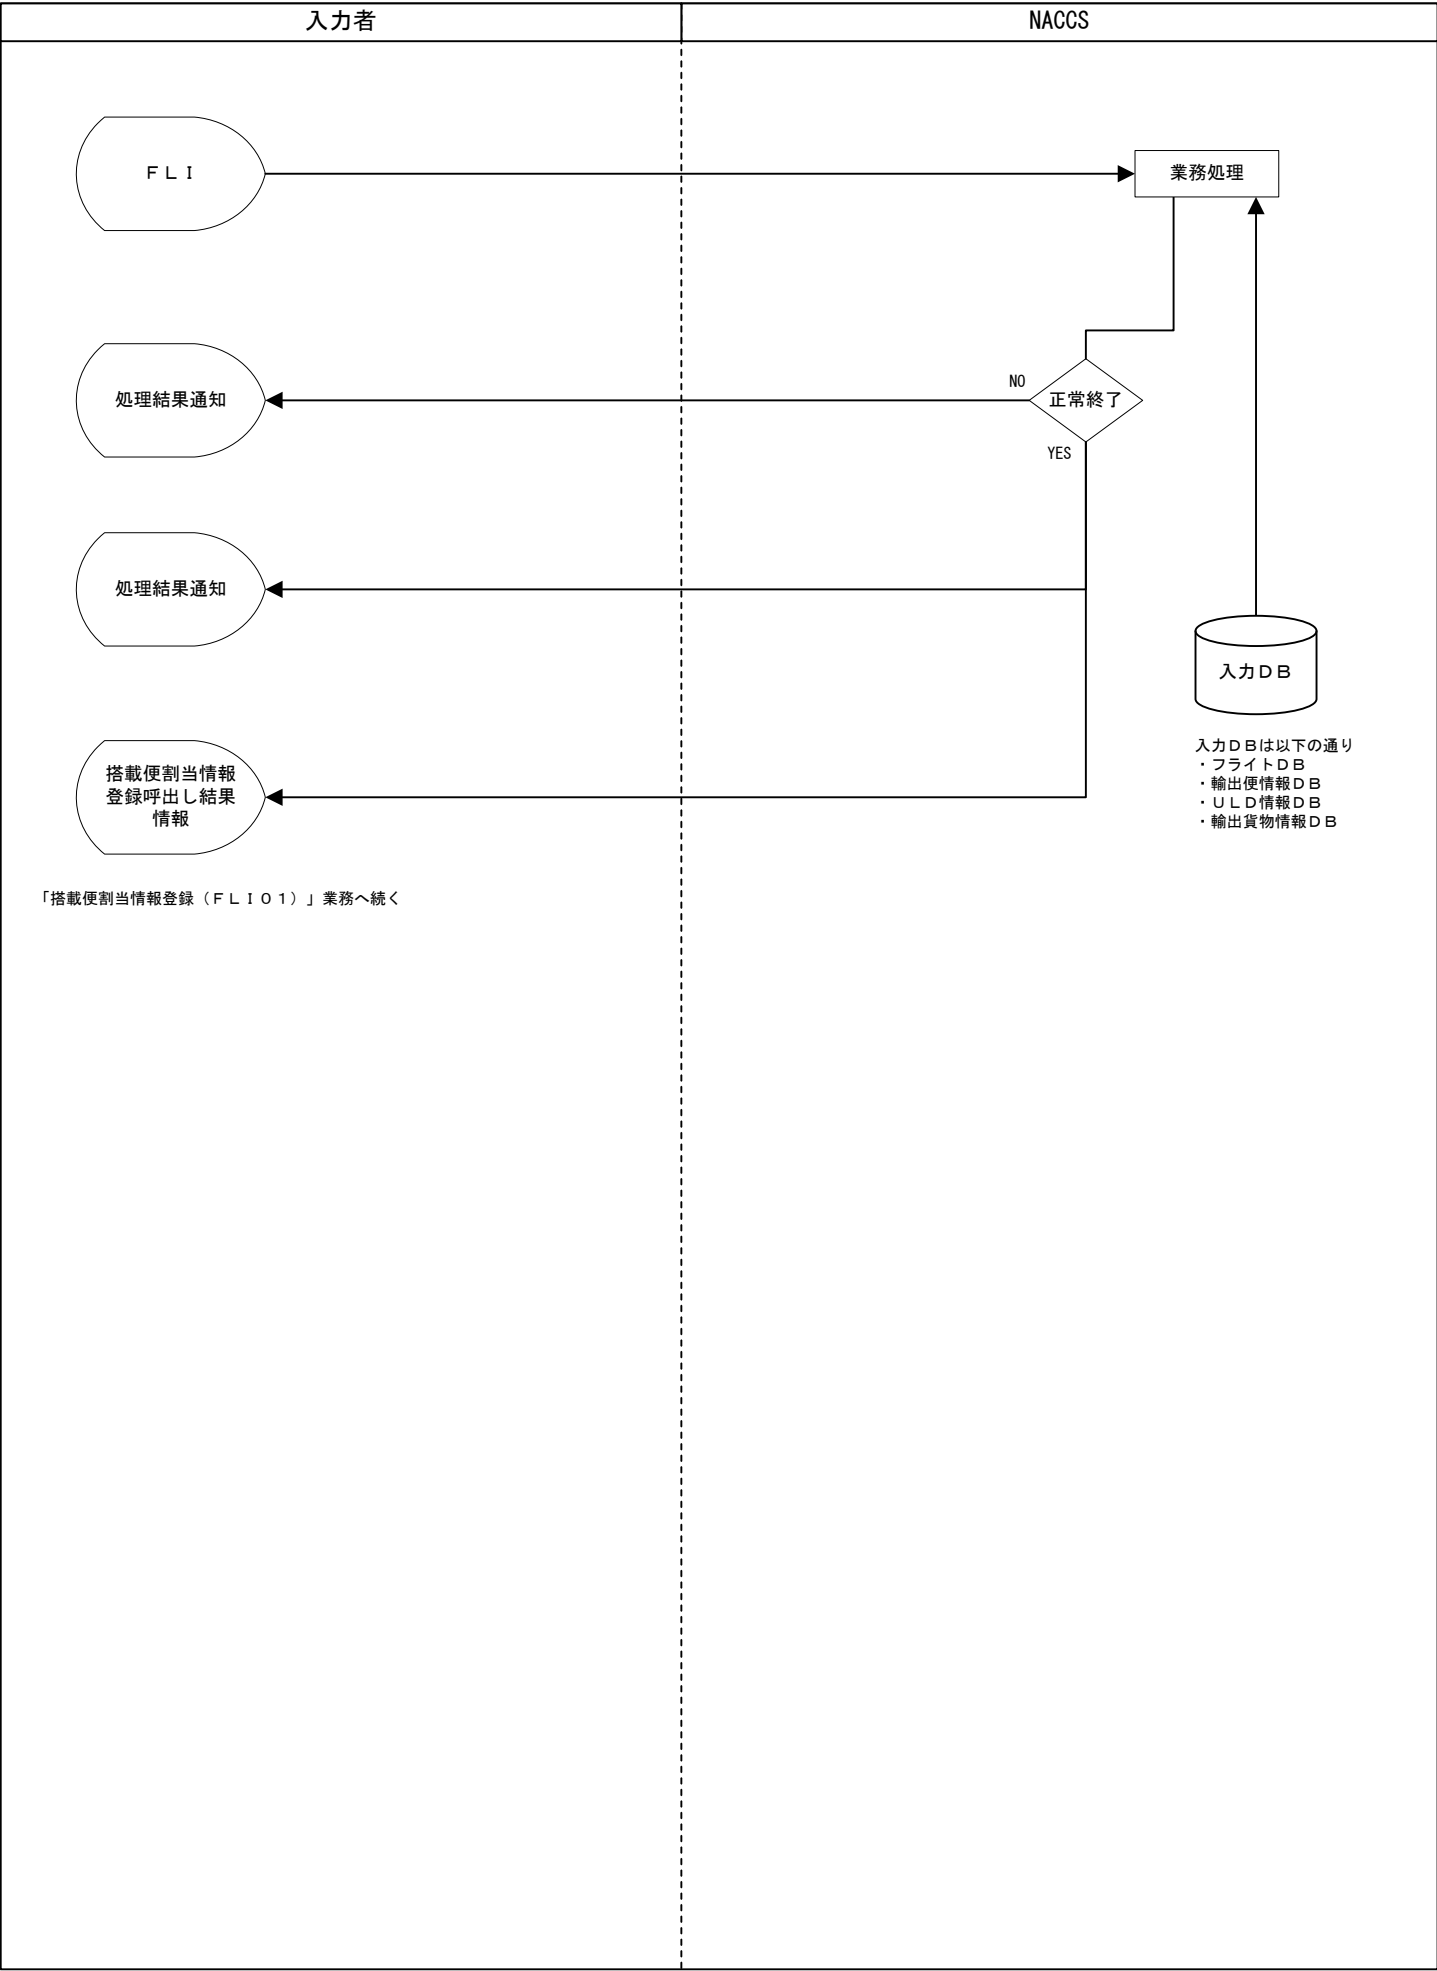 入力者
NACCS
ＦＬＩ
業務処理
処理結果通知
NO
正常終了
YES
処理結果通知
入力ＤＢ
入力ＤＢは以下の通り
・フライトＤＢ
・輸出便情報ＤＢ
・ＵＬＤ情報ＤＢ
・輸出貨物情報ＤＢ
搭載便割当情報
登録呼出し結果
情報
「搭載便割当情報登録（ＦＬＩ０１）」業務へ続く